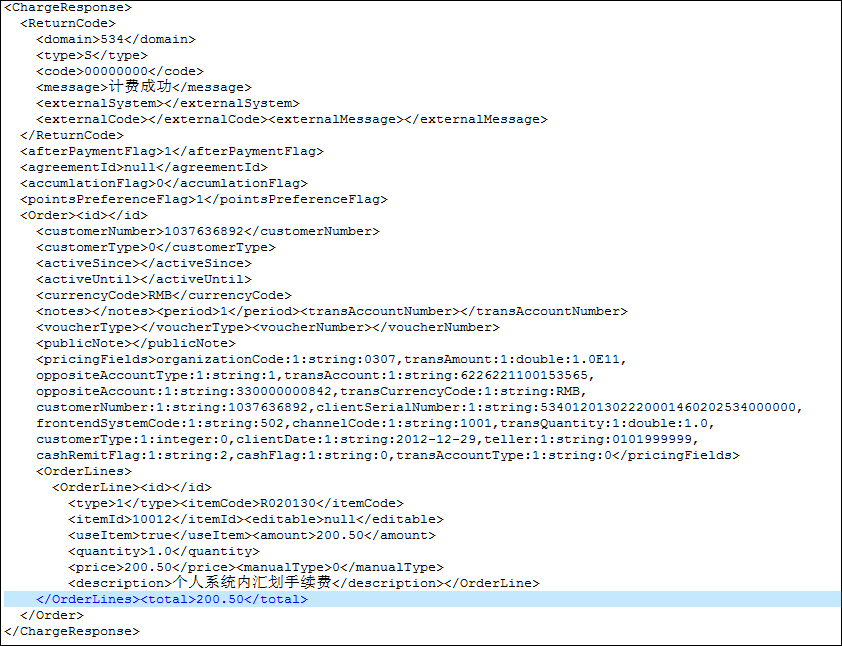 <ChargeResponse>
<ReturnCode>
<domain>534</domain>
<type>S</type>
<code>00000000</code>
<message>计费成功</message>
<externalSystem></externalSystem>
<externalCode></externalCode><externalMessage></externalMessage>
</ReturnCode>
<afterPaymentFlag>1</afterPaymentFlag>
<agreementId>null</agreementId>
<accumlationFlag>0</accumlationFlag>
<pointsPreferenceFlag>1</pointsPreferenceFlag>
<Order><id></id>
<customerNumber>1037636892</customerNumber>
<customerType>0</customerType>
<activeSince></activeSince>
<activeUntil></activeUntil>
<currencyCode>RMB</currencyCode>
<notes></notes><period>1</period><transAccountNumber></transAccountNumber>
<voucherType></voucherType><voucherNumber></voucherNumber>
<publicNote></publicNote>
<pricingFields>organizationCode:1:string:0307,transAmount:1:double:1.0E11,
oppositeAccountType:1:string:1,transAccount:1:string:6226221100153565,
oppositeAccount:1:string:330000000842,transCurrencyCode:1:string:RMB,
customerNumber:1:string:1037636892,clientSerialNumber:1:string:53401201302220001460202534000000,
frontendSystemCode:1:string:502,channelCode:1:string:1001,transQuantity:1:double:1.0,
customerType:1:integer:0,clientDate:1:string:2012-12-29,teller:1:string:0101999999,
cashRemitFlag:1:string:2,cashFlag:1:string:0,transAccountType:1:string:0</pricingFields>
<OrderLines>
<OrderLine><id></id>
<type>1</type><itemCode>R020130</itemCode>
<itemId>10012</itemId><editable>null</editable>
<useItem>true</useItem><amount>200.50</amount>
<quantity>1.0</quantity>
<price>200.50</price><manualType>0</manualType>
<description>个人系统内汇划手续费</description></OrderLine>
</OrderLines><total>200.50</total>
</Order>
</ChargeResponse>